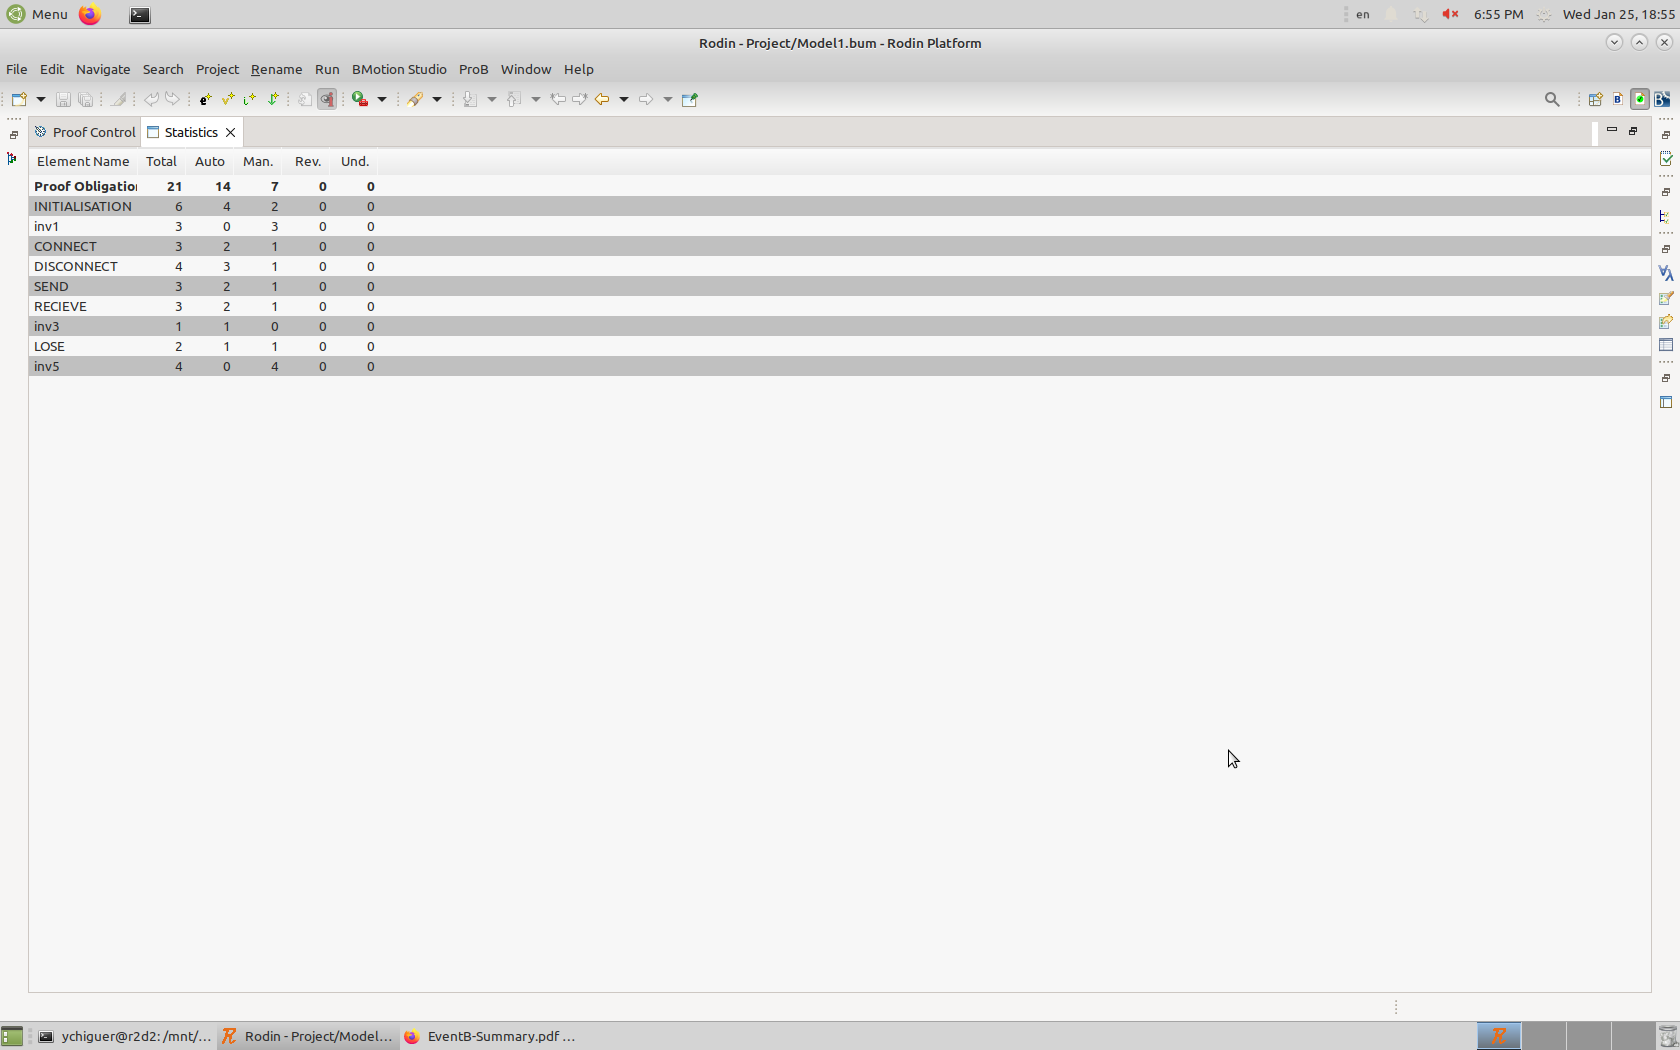 Menu en 6:55 PM Wed Jan 25, 18:55
Rodin - Project/Model1.bum - Rodin Platform
File Edit Navigate Search Project Rename Run BMotion Studio ProB Window Help
Proof Control Statistics
Element Name Total Auto Man. Rev. Und.
Proof Obligation 21 14 7 0 0
INITIALISATION 6 4 2 0 0
inv1 3 0 3 0 0
CONNECT 3 2 1 0 0
DISCONNECT 4 3 1 0 0
SEND 3 2 1 0 0
RECIEVE 3 2 1 0 0
inv3 1 1 0 0 0
LOSE 2 1 1 0 0
inv5 4 0 4 0 0
ychiguer@r2d2: /mnt/... Rodin - Project/Model... EventB-Summary.pdf ...